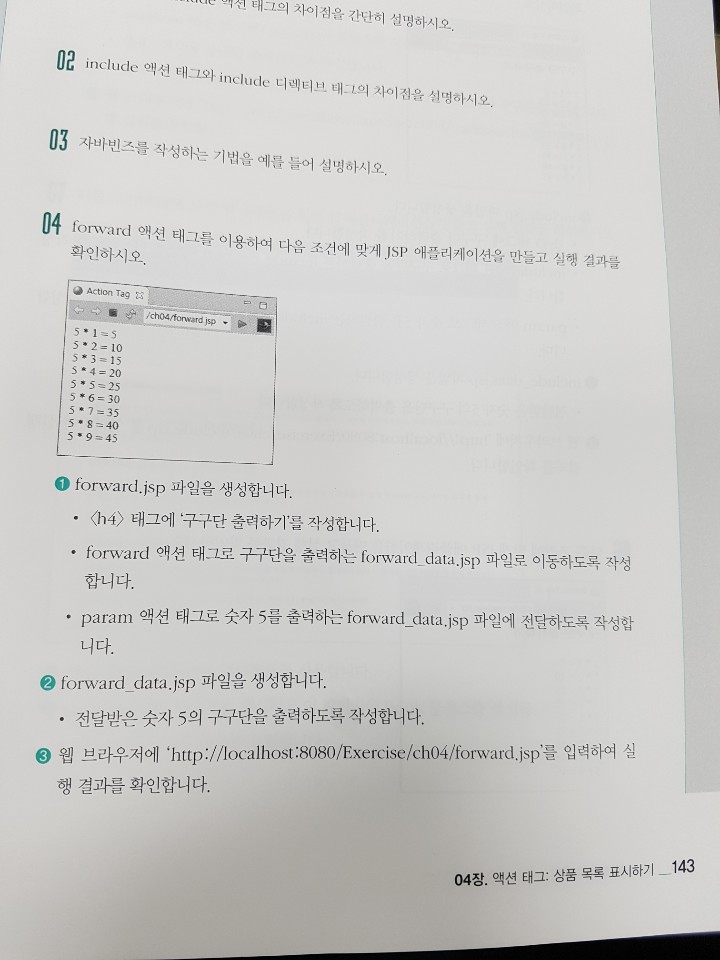 액션 태그의 차이점을 간단히 설명하시오.
02 include 액션 태그와 include 디렉티브 태그의 차이점을 설명하시오.
03 자바빈즈를 작성하는 기법을 예를 들어 설명하시오.
04 forward 액션 태그를 이용하여 다음 조건에 맞게 JSP 애플리케이션을 만들고 실행 결과를
확인하시오.
Action Tag
/ch04/forward.jsp
5 * 1 = 5
5 * 2 = 10
5 * 3 = 15
5 * 4 = 20
5 * 5 = 25
5 * 6 = 30
5 * 7 = 35
5 * 8 = 40
5 * 9 = 45
❶ forward.jsp 파일을 생성합니다.
• 〈h4〉 태그에 '구구단 출력하기'를 작성합니다.
• forward 액션 태그로 구구단을 출력하는 forward_data.jsp 파일로 이동하도록 작성
합니다.
• param 액션 태그로 숫자 5를 출력하는 forward_data.jsp 파일에 전달하도록 작성합
니다.
❷ forward_data.jsp 파일을 생성합니다.
• 전달받은 숫자 5의 구구단을 출력하도록 작성합니다.
❸ 웹 브라우저에 'http://localhost:8080/Exercise/ch04/forward.jsp'를 입력하여 실
행 결과를 확인합니다.
04장. 액션 태그: 상품 목록 표시하기 __143